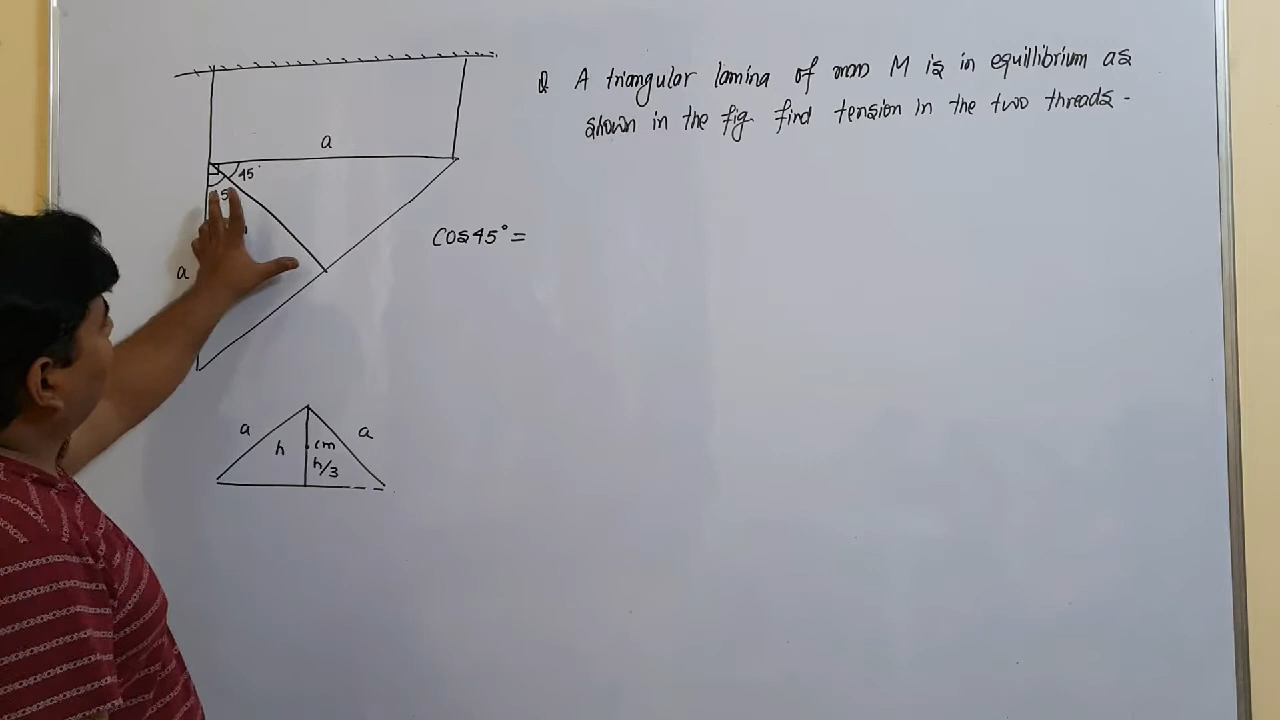 Q A triangular lamina of mass M is in equillibrium as
shown in the fig. find tension in the two threads.
a
45°
a
Cos45° =
a
a
h
cm
h/3